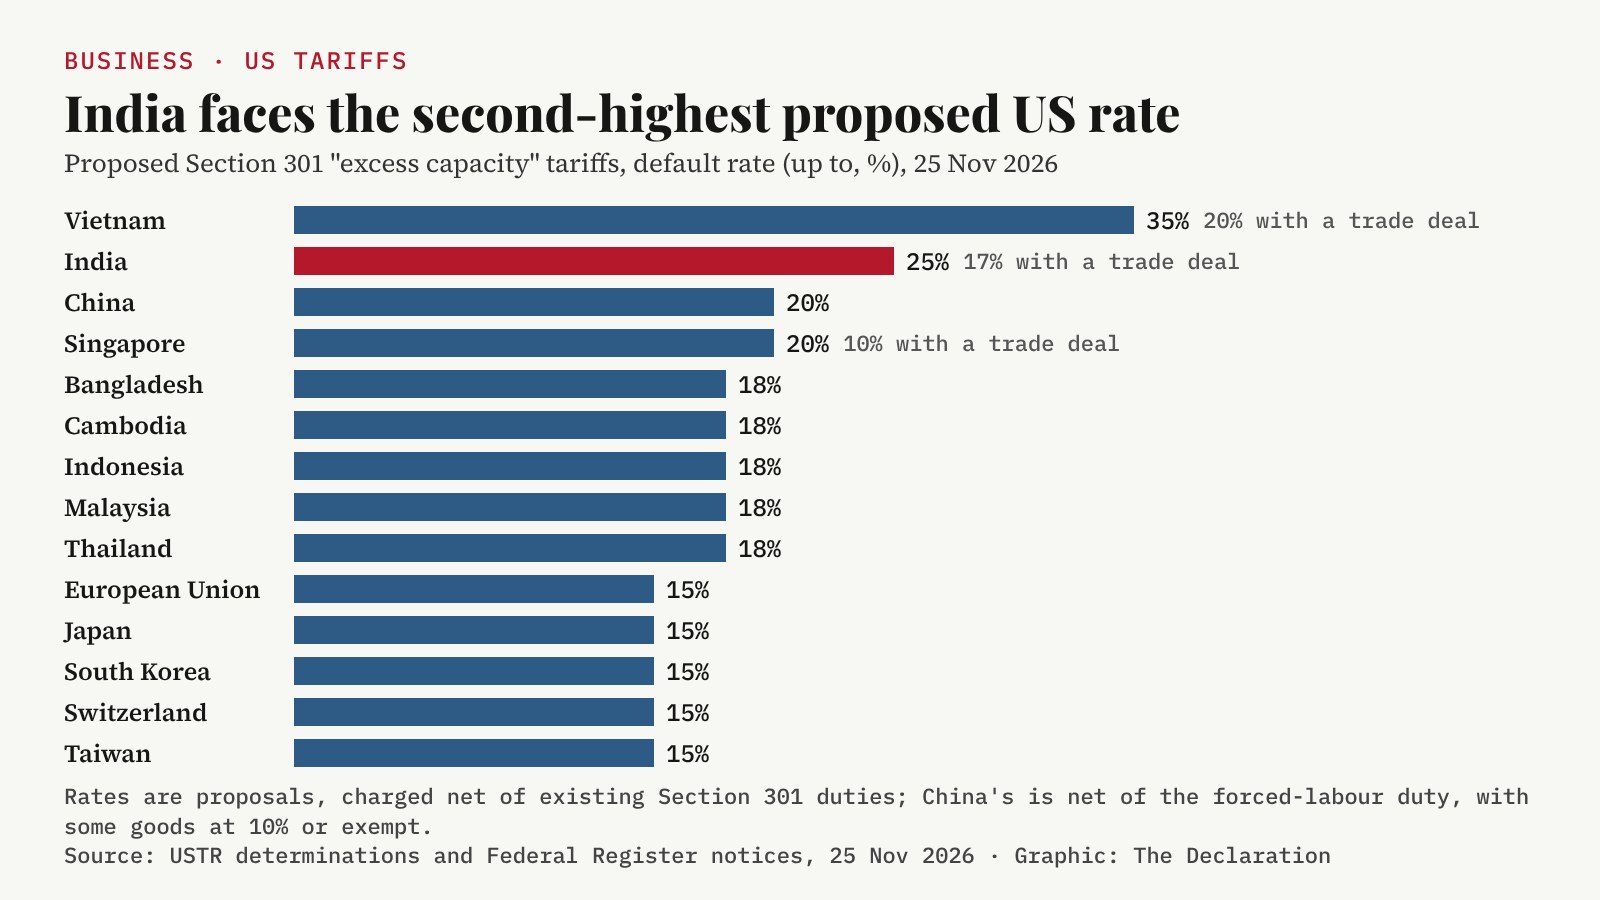 BUSINESS · US TARIFFS
India faces the second-highest proposed US rate
Proposed Section 301 "excess capacity" tariffs, default rate (up to, %), 25 Nov 2026
Vietnam 35% 20% with a trade deal
India 25% 17% with a trade deal
China 20%
Singapore 20% 10% with a trade deal
Bangladesh 18%
Cambodia 18%
Indonesia 18%
Malaysia 18%
Thailand 18%
European Union 15%
Japan 15%
South Korea 15%
Switzerland 15%
Taiwan 15%
Rates are proposals, charged net of existing Section 301 duties; China's is net of the forced-labour duty, with
some goods at 10% or exempt.
Source: USTR determinations and Federal Register notices, 25 Nov 2026 · Graphic: The Declaration